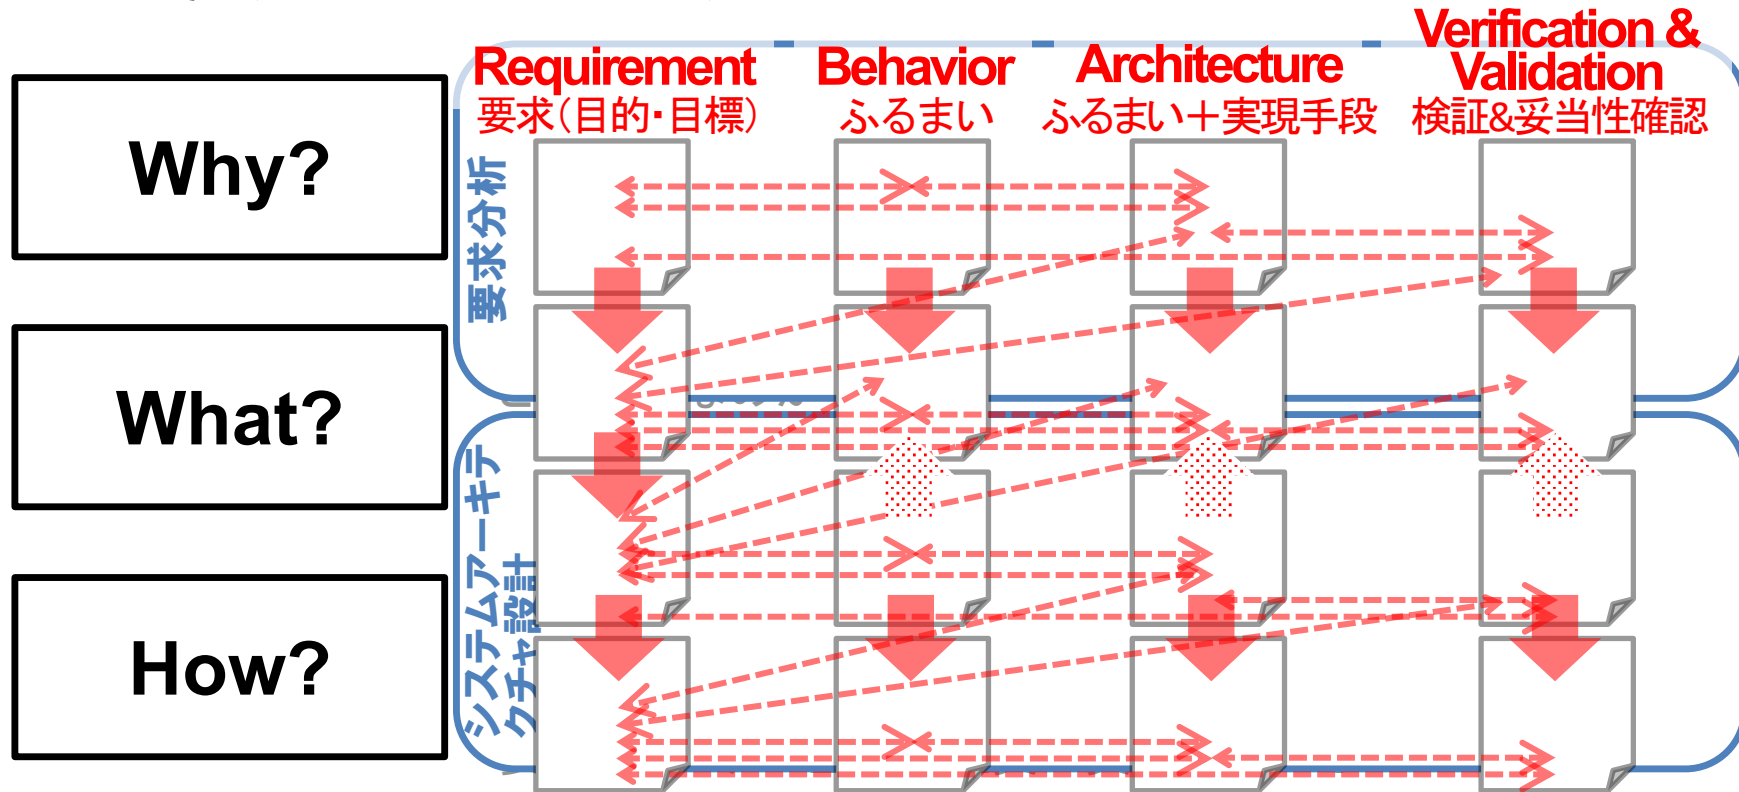 Requirement
要求(目的・目標)
Behavior
ふるまい
Architecture
ふるまい＋実現手段
Verification &
Validation
検証&妥当性確認
Why?
What?
How?
要求分析
システムアーキテ
クチャ設計